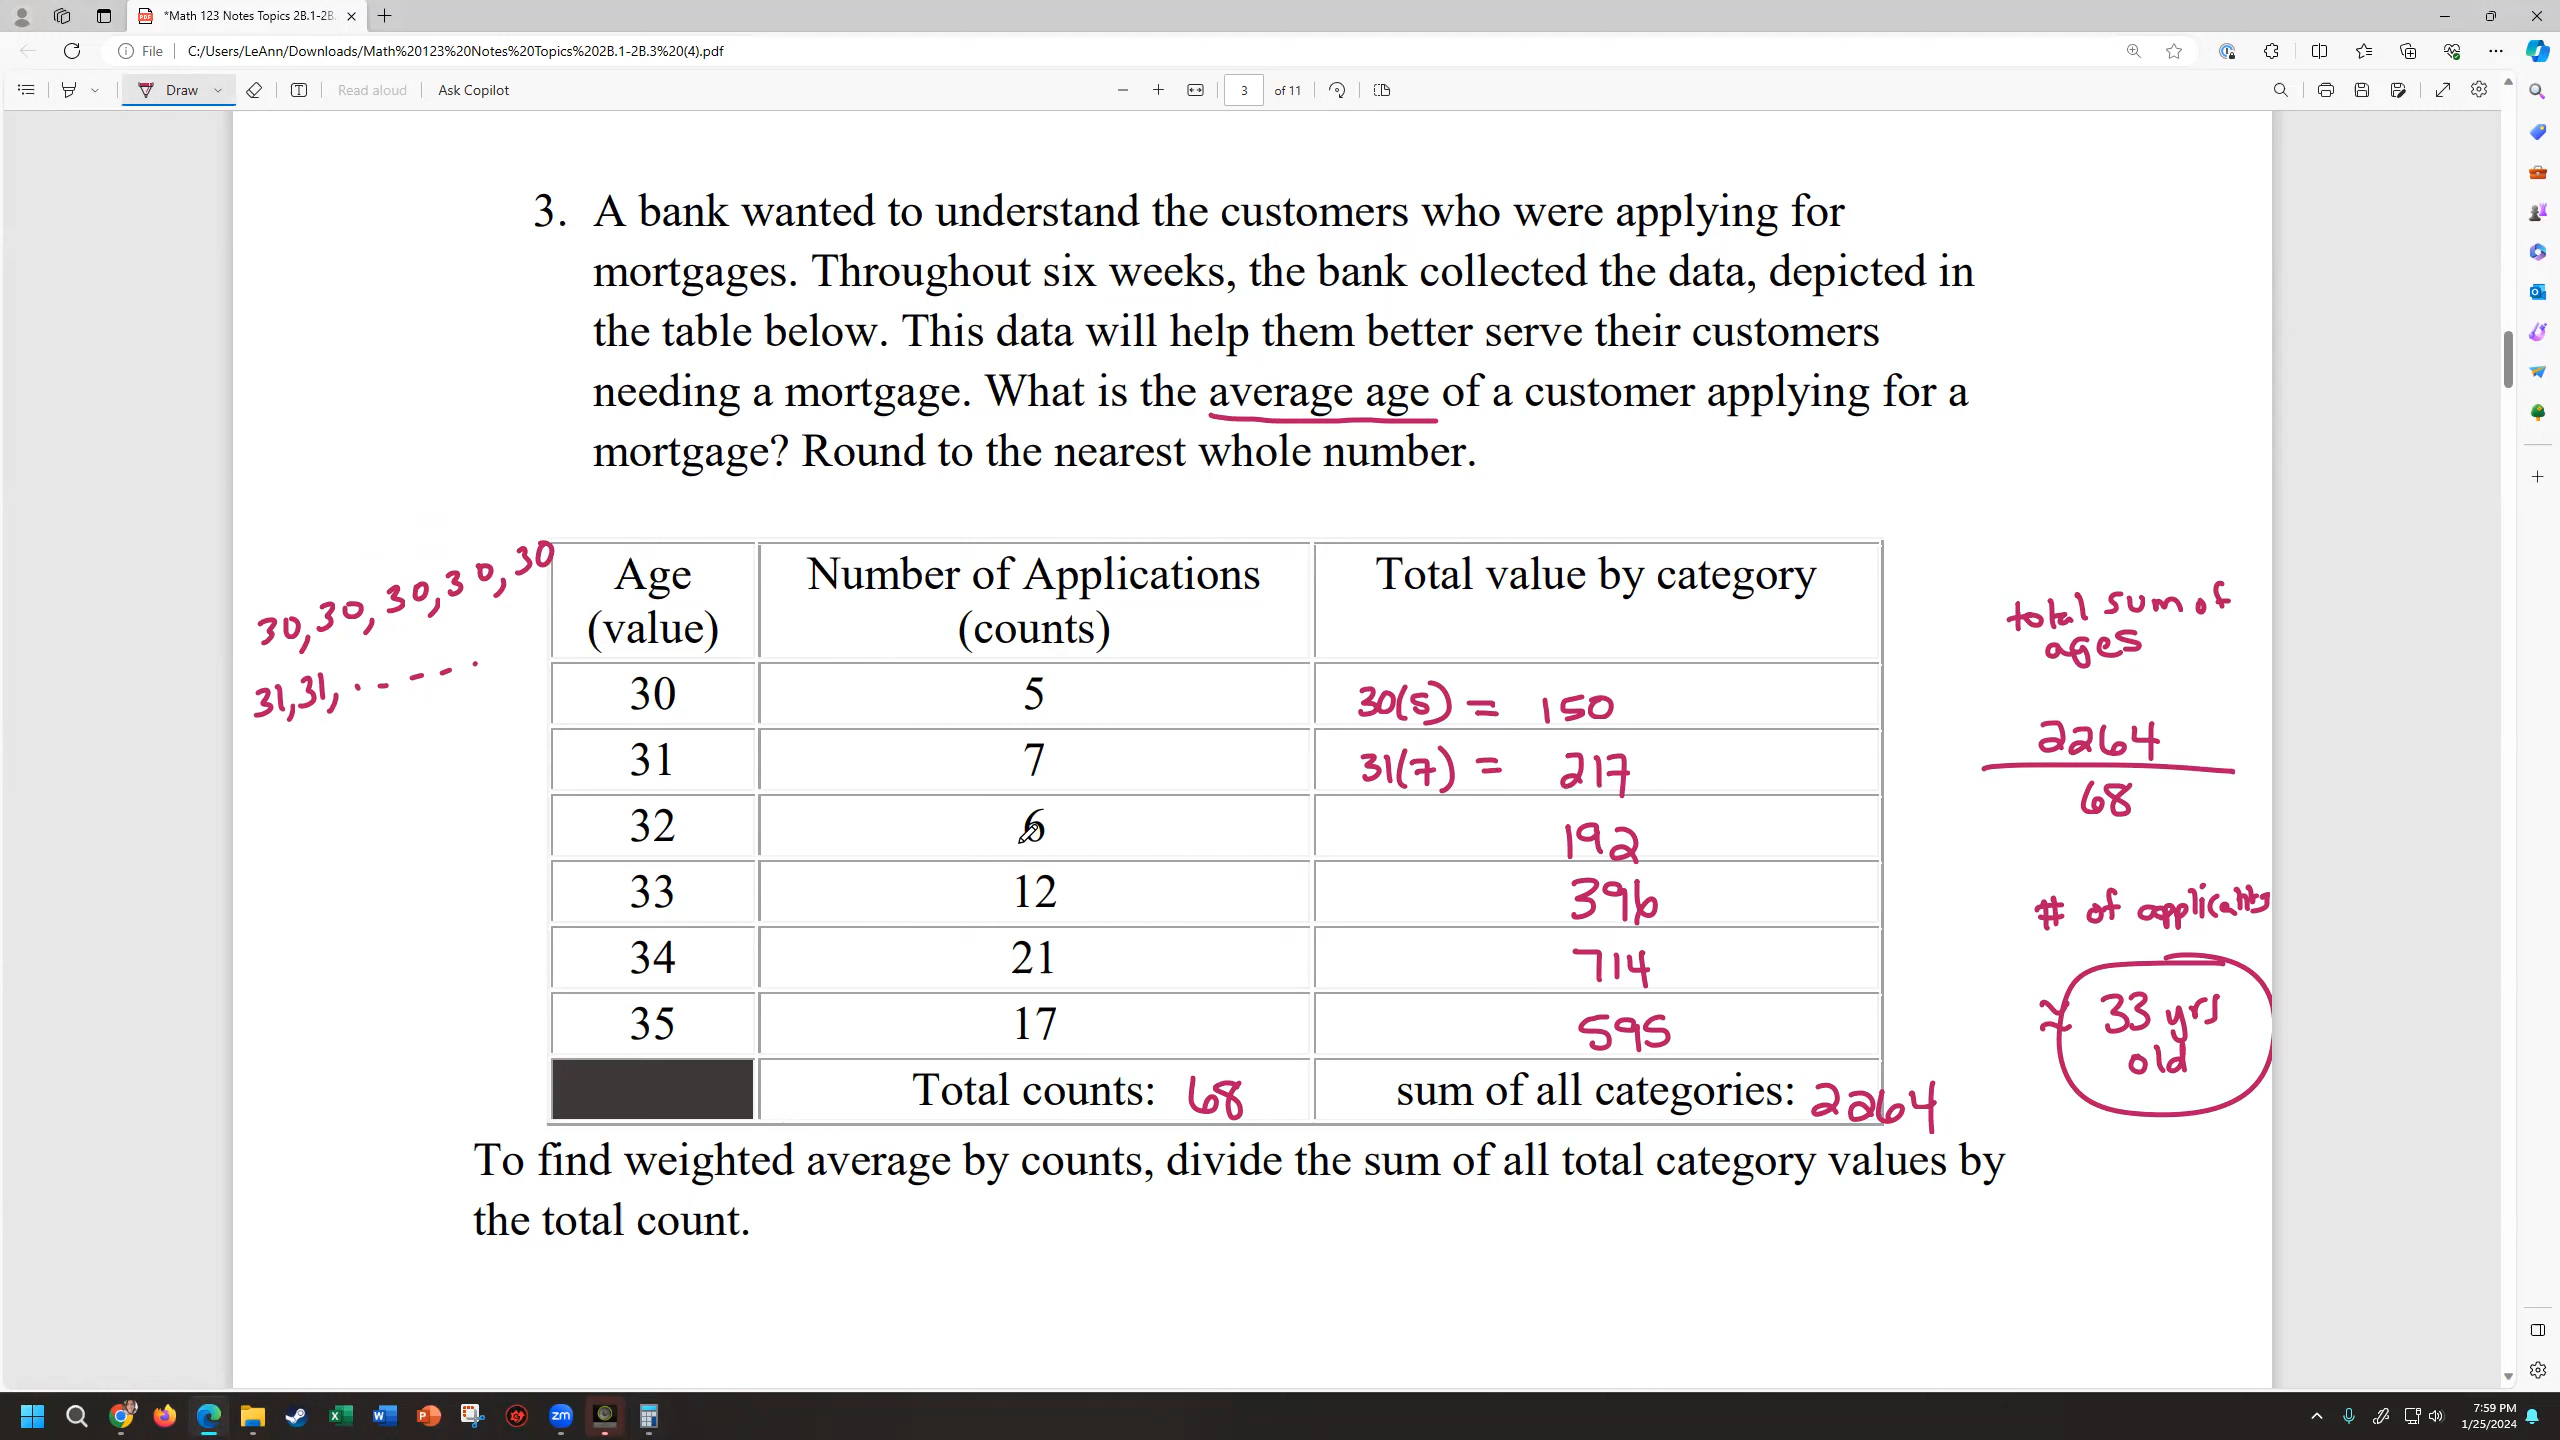 *Math 123 Notes Topics 2B.1-2B.
File C:/Users/LeAnn/Downloads/Math%20123%20Notes%20Topics%202B.1-2B.3%20(4).pdf
Draw Read aloud Ask Copilot 3 of 11
3. A bank wanted to understand the customers who were applying for
mortgages. Throughout six weeks, the bank collected the data, depicted in
the table below. This data will help them better serve their customers
needing a mortgage. What is the average age of a customer applying for a
mortgage? Round to the nearest whole number.
30, 30, 30, 30, 30
31, 31, . . - - - .
Age (value) Number of Applications (counts) Total value by category
30 5 30(5) = 150
31 7 31(7) = 217
32 6 192
33 12 396
34 21 714
35 17 595
Total counts: 68 sum of all categories: 2264
total sum of
ages
2264
68
# of applicants
≈ 33 yrs
old
To find weighted average by counts, divide the sum of all total category values by
the total count.
7:59 PM
1/25/2024